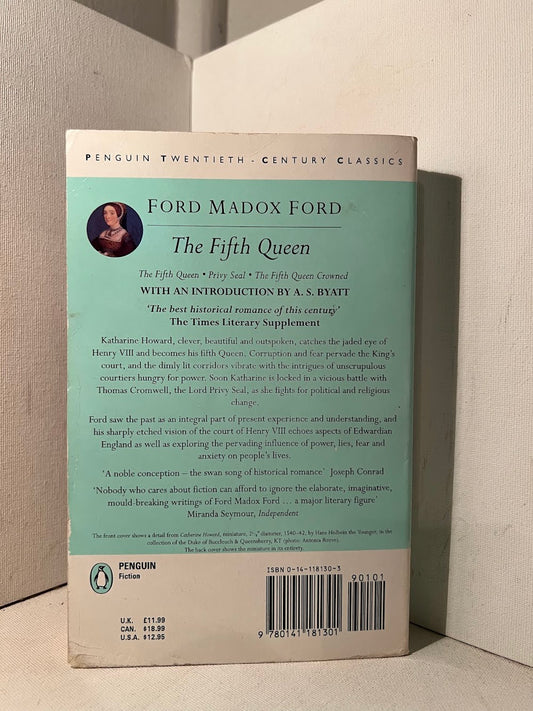 PENGUIN TWENTIETH-CENTURY CLASSICS
FORD MADOX FORD
The Fifth Queen
The Fifth Queen • Privy Seal • The Fifth Queen Crowned
WITH AN INTRODUCTION BY A. S. BYATT
'The best historical romance of this century'
The Times Literary Supplement
Katharine Howard, clever, beautiful and outspoken, catches the jaded eye of
Henry VIII and becomes his fifth Queen. Corruption and fear pervade the King's
court, and the dimly lit corridors vibrate with the intrigues of unscrupulous
courtiers hungry for power. Soon Katharine is locked in a vicious battle with
Thomas Cromwell, the Lord Privy Seal, as she fights for political and religious
change.
Ford saw the past as an integral part of present experience and understanding, and
his sharply etched vision of the court of Henry VIII echoes aspects of Edwardian
England as well as exploring the pervading influence of power, lies, fear and
anxiety on people's lives.
'A noble conception – the swan song of historical romance' Joseph Conrad
'Nobody who cares about fiction can afford to ignore the elaborate, imaginative,
mould-breaking writings of Ford Madox Ford ... a major literary figure'
Miranda Seymour, Independent
The front cover shows a detail from Catherine Howard, miniature, diameter, 1540–42, by Hans Holbein the Younger, in the
collection of the Duke of Buccleuch & Queensberry, KT (photo: Antonia Reeve).
The back cover shows the miniature in its entirety.
PENGUIN
Fiction
ISBN 0-14-118130-3
90101
U.K. £11.99
CAN. $18.99
U.S.A. $12.95
9 780141 181301